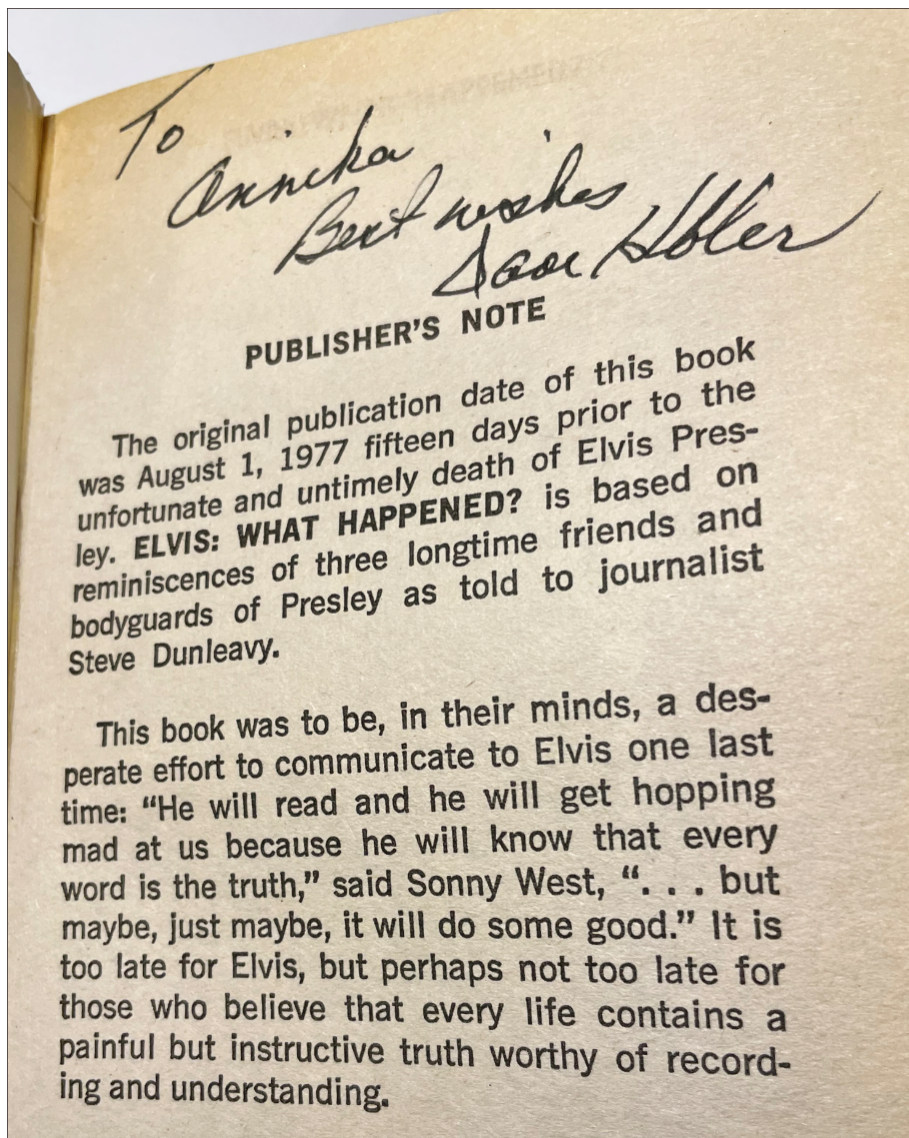 To
Annika
Best wishes
Dave Hebler
PUBLISHER'S NOTE
The original publication date of this book
was August 1, 1977 fifteen days prior to the
unfortunate and untimely death of Elvis Pres-
ley. ELVIS: WHAT HAPPENED? is based on
reminiscences of three longtime friends and
bodyguards of Presley as told to journalist
Steve Dunleavy.
This book was to be, in their minds, a des-
perate effort to communicate to Elvis one last
time: “He will read and he will get hopping
mad at us because he will know that every
word is the truth,” said Sonny West, “. . . but
maybe, just maybe, it will do some good.” It is
too late for Elvis, but perhaps not too late for
those who believe that every life contains a
painful but instructive truth worthy of record-
ing and understanding.